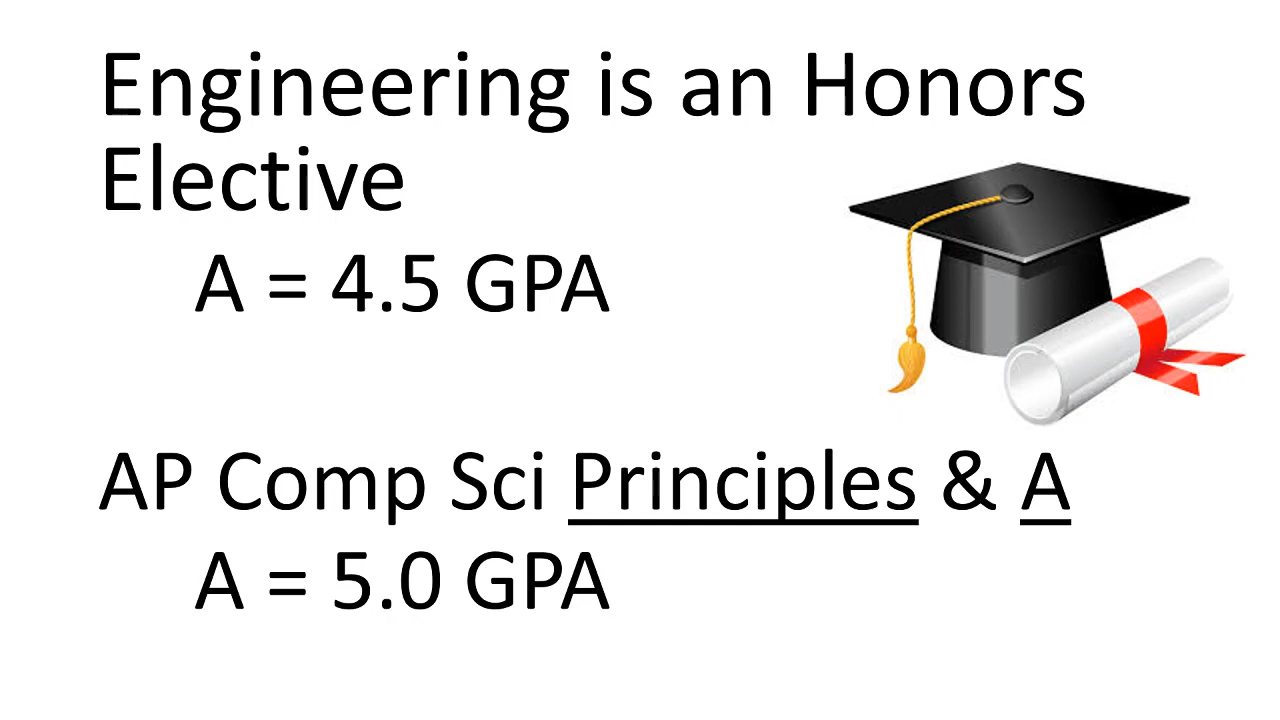 Engineering is an Honors
Elective
A = 4.5 GPA
AP Comp Sci Principles & A
A = 5.0 GPA